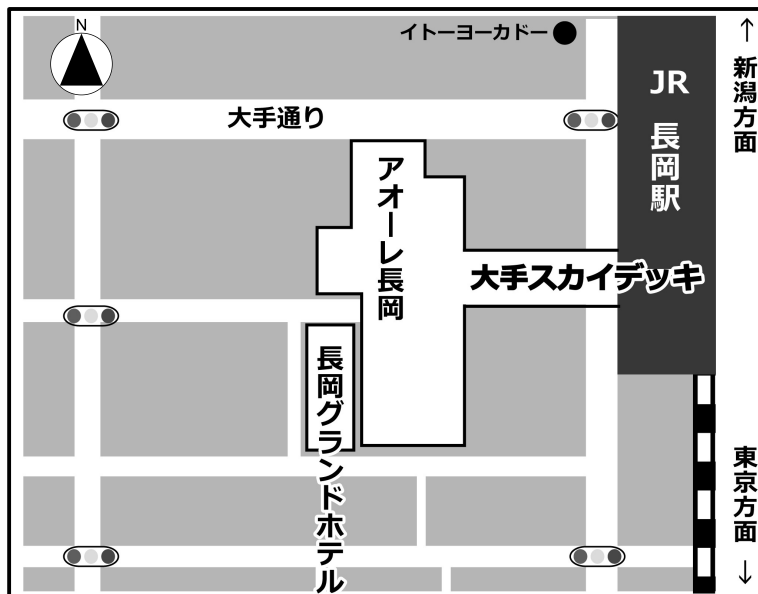 N
イトーヨーカドー
↑
新潟方面
JR
長岡駅
大手通り
アオーレ長岡
大手スカイデッキ
長岡グランドホテル
東京方面
↓